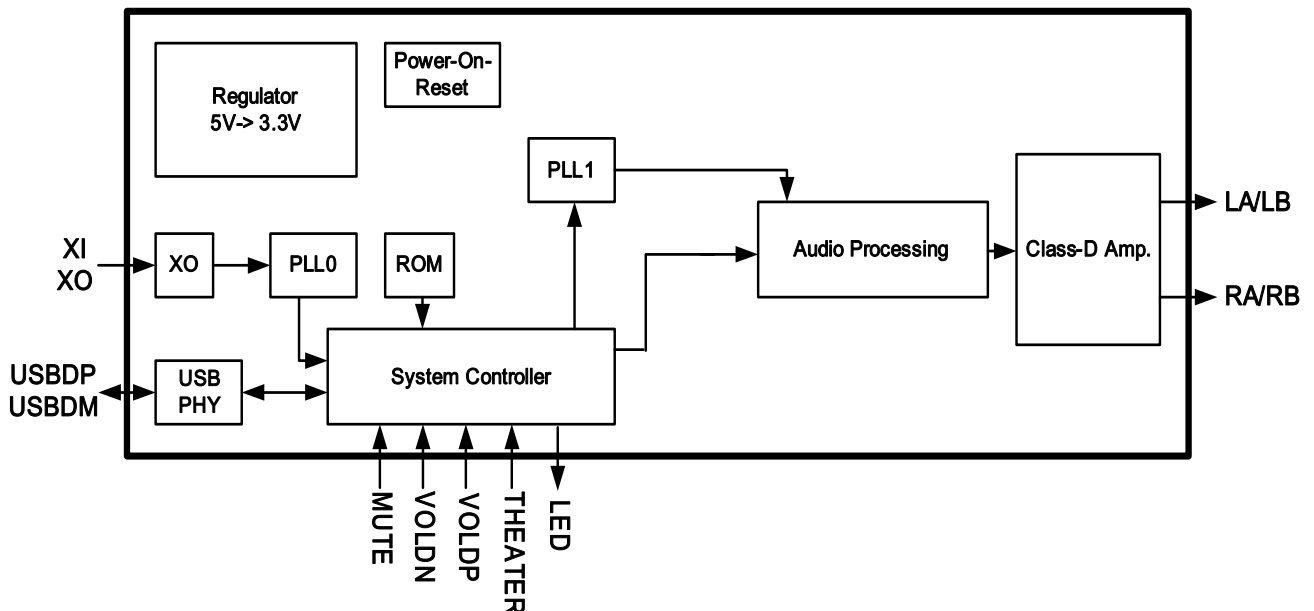 Regulator
5V-> 3.3V
Power-On-
Reset
PLL1
Audio Processing
Class-D Amp.
LA/LB
RA/RB
XI
XO
XO
PLL0
ROM
USBDP
USBDM
USB
PHY
System Controller
MUTE
VOLDN
VOLDP
THEATER
LED